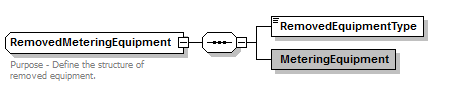 RemovedEquipmentType
RemovedMeteringEquipment
MeteringEquipment
Purpose - Define the structure of
removed equipment.